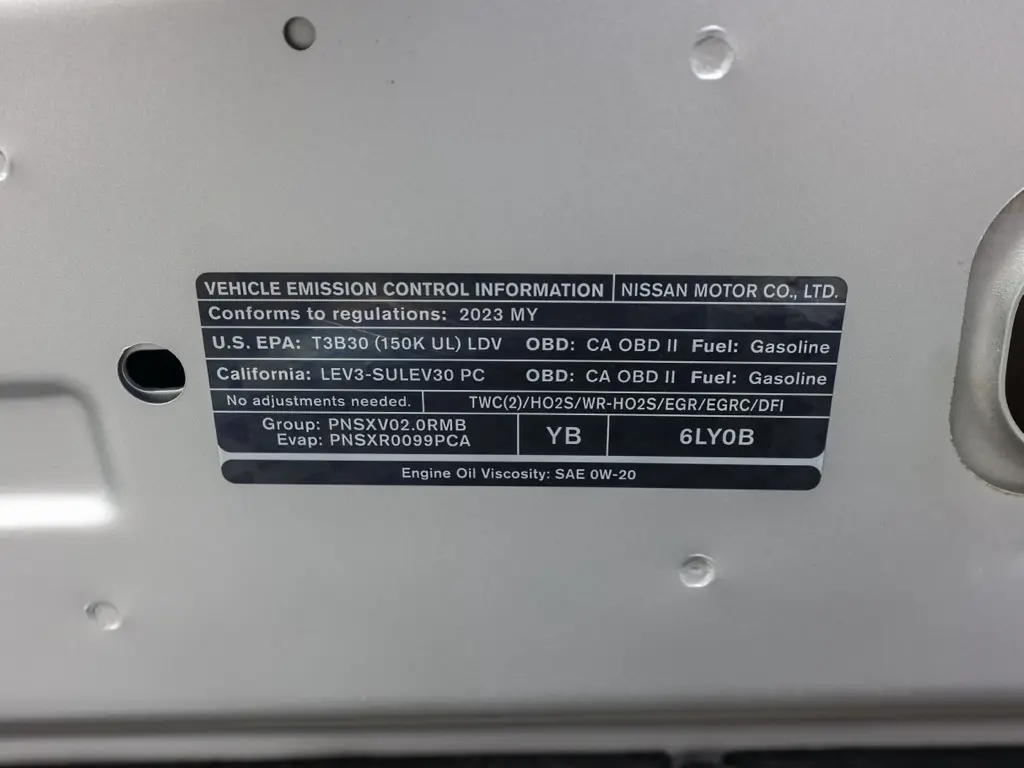 VEHICLE EMISSION CONTROL INFORMATION NISSAN MOTOR CO., LTD.
Conforms to regulations: 2023 MY
U.S. EPA: T3B30 (150K UL) LDV OBD: CA OBD II Fuel: Gasoline
California: LEV3-SULEV30 PC OBD: CA OBD II Fuel: Gasoline
No adjustments needed. TWC(2)/HO2S/WR-HO2S/EGR/EGRC/DFI
Group: PNSXV02.0RMB
Evap: PNSXR0099PCA
YB
6LY0B
Engine Oil Viscosity: SAE 0W-20